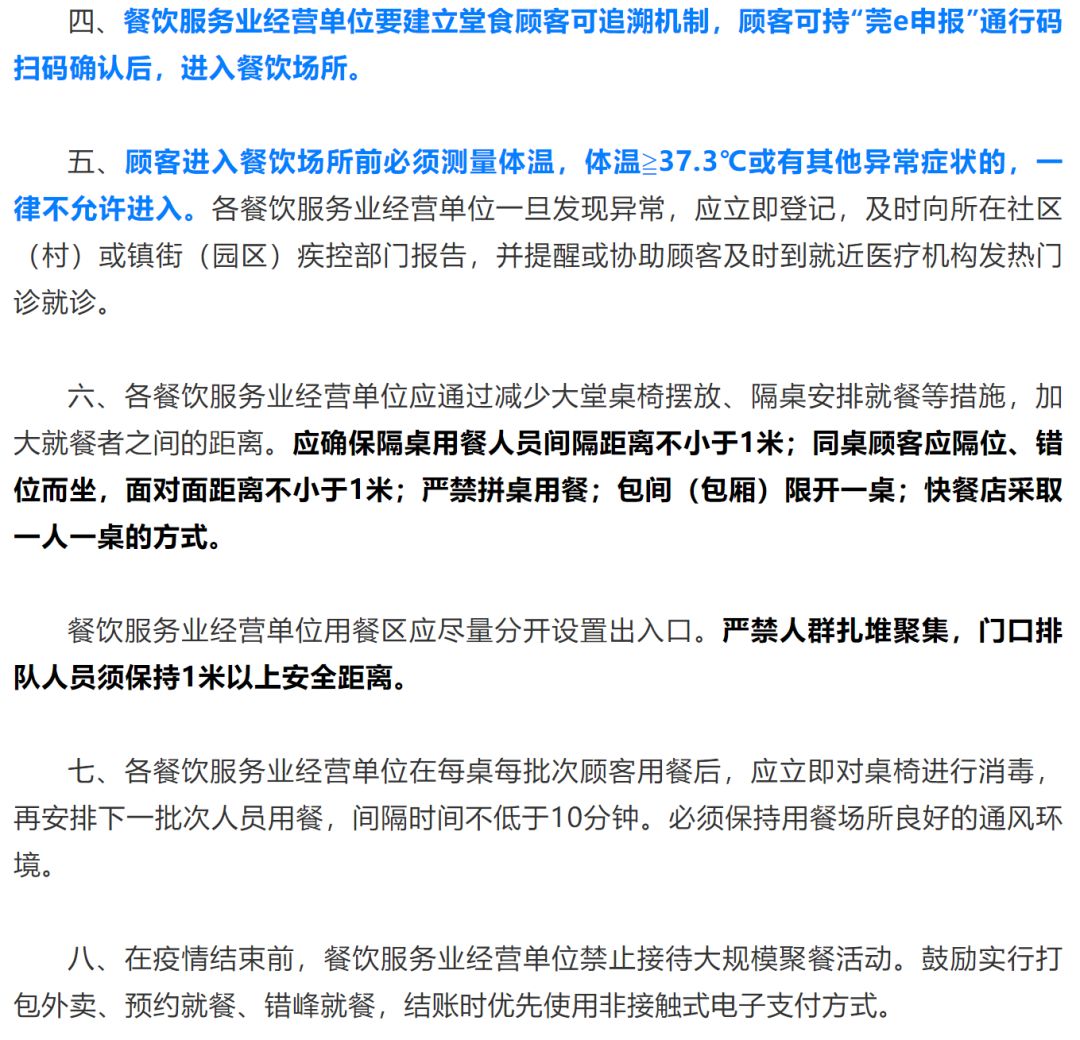 四、餐饮服务业经营单位要建立堂食顾客可追溯机制，顾客可持“莞e申报”通行码
扫码确认后，进入餐饮场所。
五、顾客进入餐饮场所前必须测量体温，体温≧37.3℃或有其他异常症状的，一
律不允许进入。各餐饮服务业经营单位一旦发现异常，应立即登记，及时向所在社区
（村）或镇街（园区）疾控部门报告，并提醒或协助顾客及时到就近医疗机构发热门
诊就诊。
六、各餐饮服务业经营单位应通过减少大堂桌椅摆放、隔桌安排就餐等措施，加
大就餐者之间的距离。应确保隔桌用餐人员间隔距离不小于1米；同桌顾客应隔位、错
位而坐，面对面距离不小于1米；严禁拼桌用餐；包间（包厢）限开一桌；快餐店采取
一人一桌的方式。
餐饮服务业经营单位用餐区应尽量分开设置出入口。严禁人群扎堆聚集，门口排
队人员须保持1米以上安全距离。
七、各餐饮服务业经营单位在每桌每批次顾客用餐后，应立即对桌椅进行消毒，
再安排下一批次人员用餐，间隔时间不低于10分钟。必须保持用餐场所良好的通风环
境。
八、在疫情结束前，餐饮服务业经营单位禁止接待大规模聚餐活动。鼓励实行打
包外卖、预约就餐、错峰就餐，结账时优先使用非接触式电子支付方式。